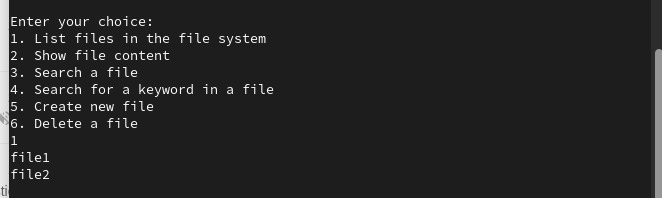 Enter your choice:
1. List files in the file system
2. Show file content
3. Search a file
4. Search for a keyword in a file
5. Create new file
6. Delete a file
1
file1
file2